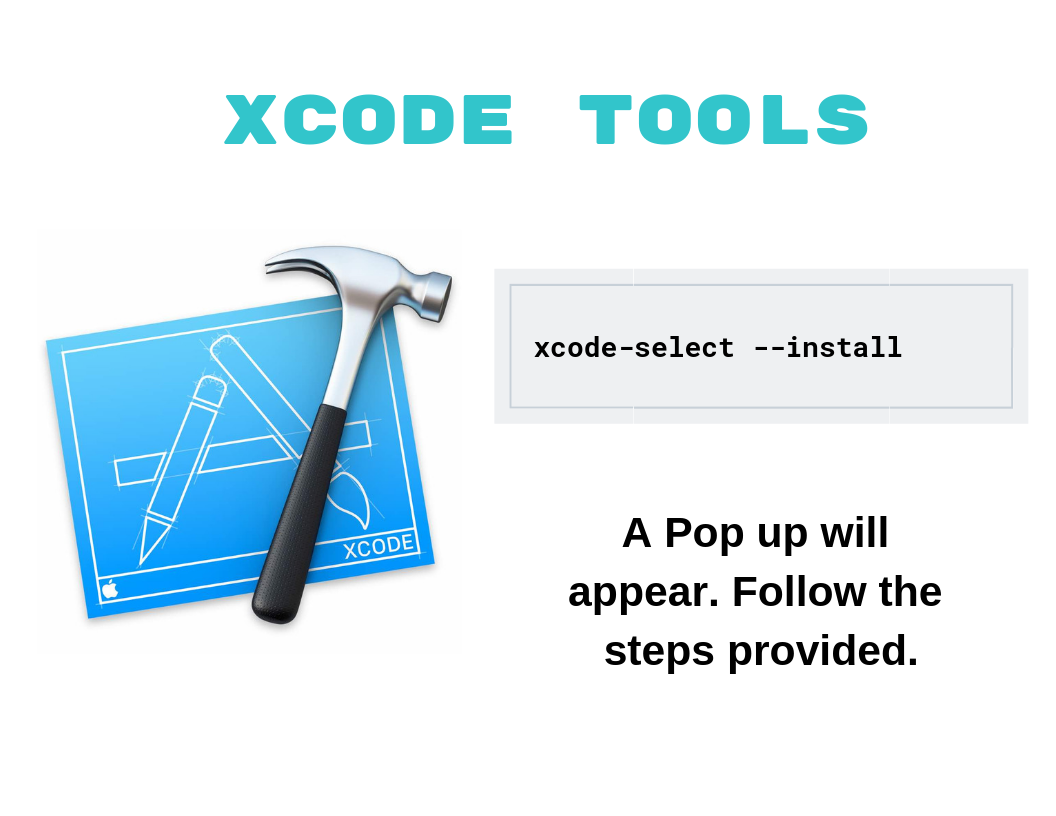 XCODE TOOLS
xcode-select --install
XCODE
A Pop up will
appear. Follow the
steps provided.